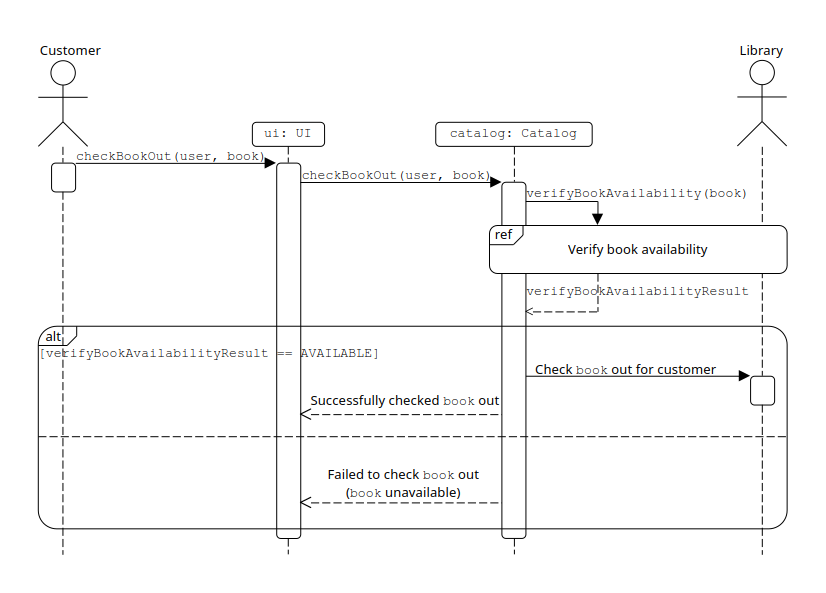 Customer
Library
ui: UI
catalog: Catalog
checkBookOut(user, book)
checkBookOut(user, book)
verifyBookAvailability(book)
ref
Verify book availability
verifyBookAvailabilityResult
alt
[verifyBookAvailabilityResult == AVAILABLE]
Check book out for customer
Successfully checked book out
Failed to check book out
(book unavailable)